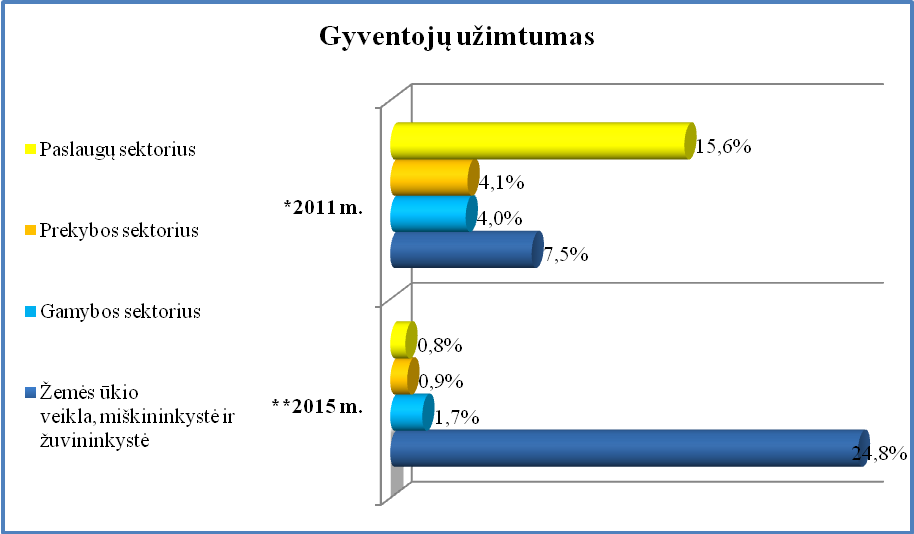 Gyventojų užimtumas
Paslaugų sektorius
Prekybos sektorius
Gamybos sektorius
Žemės ūkio
veikla, miškininkystė ir
žuvininkystė
*2011 m.
15,6%
4,1%
4,0%
7,5%
**2015 m.
0,8%
0,9%
1,7%
24,8%